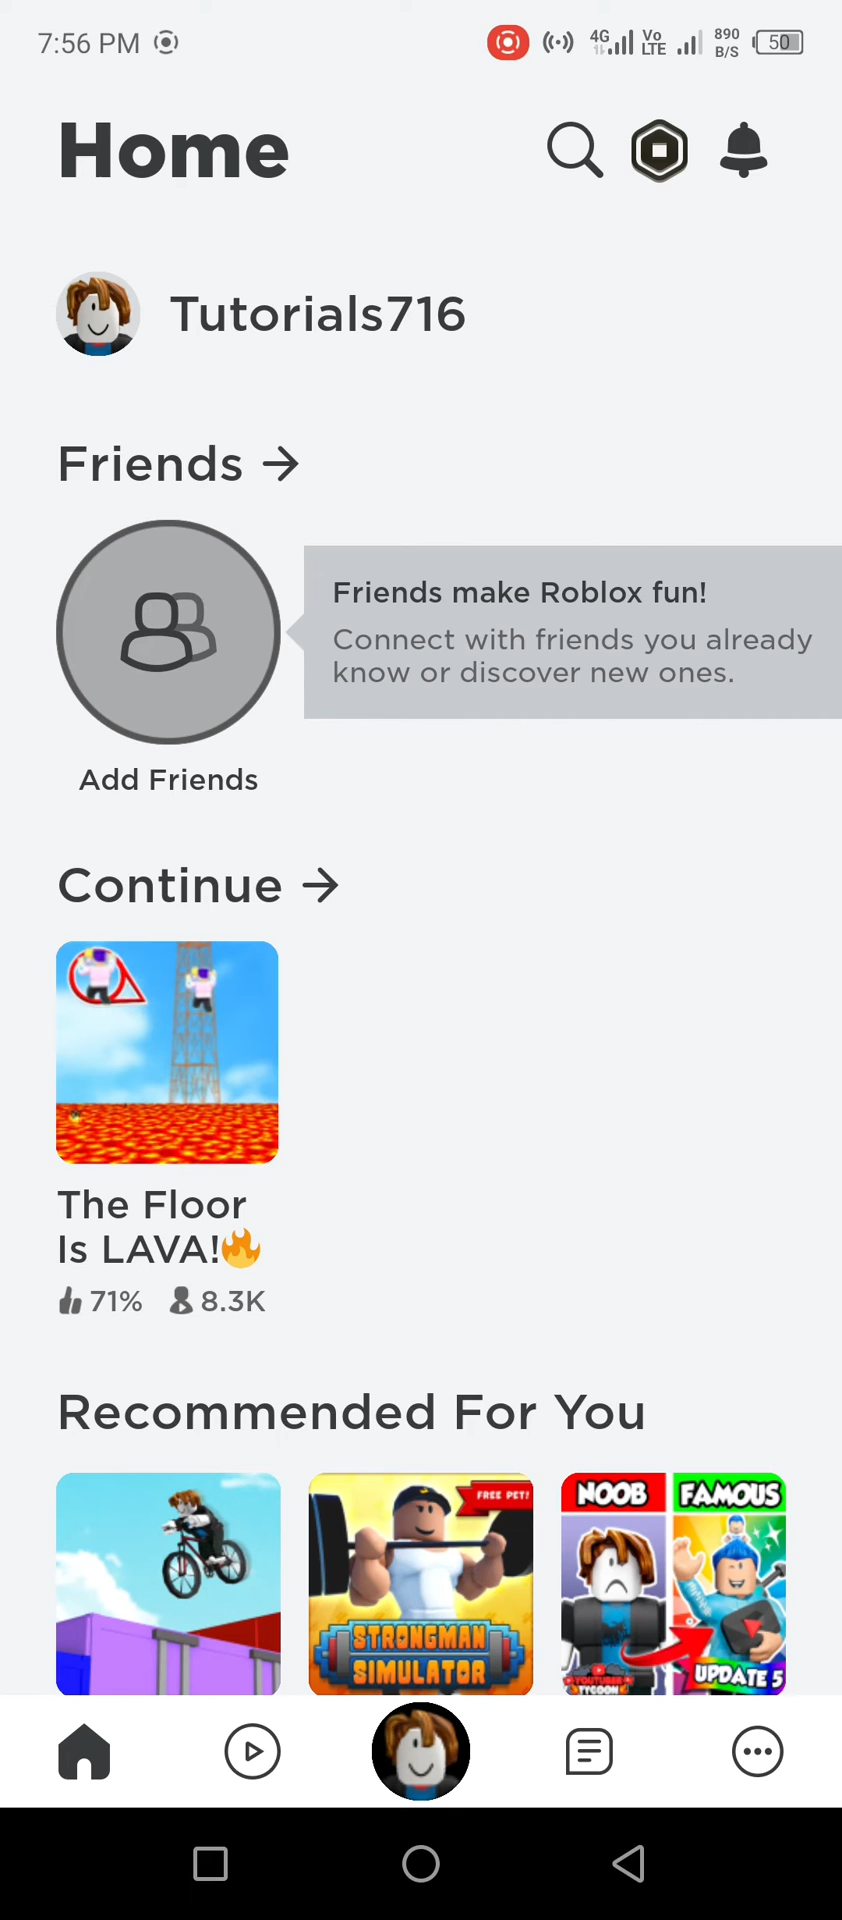 7:56 PM
4G
Vo
LTE
890
B/S
50
Home
Tutorials716
Friends
Friends make Roblox fun!
Connect with friends you already
know or discover new ones.
Add Friends
Continue
The Floor
Is LAVA!🔥
71% 8.3K
Recommended For You
FREE PET!
STRONGMAN
SIMULATOR
NOOB FAMOUS
YOUTUBER
TYCOON
UPDATE 5